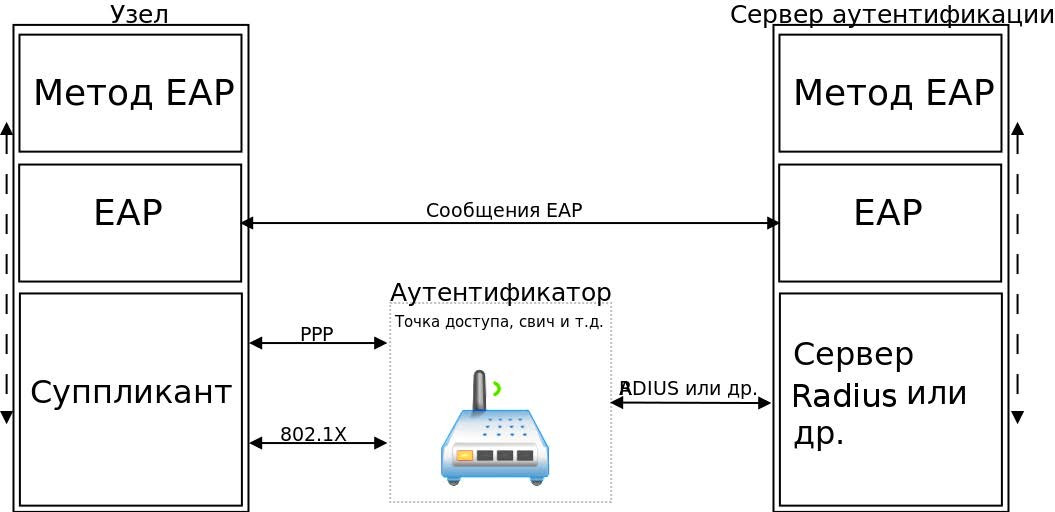 Узел
Сервер аутентификации
Метод EAP
Метод EAP
EAP
EAP
Сообщения EAP
Аутентификатор
Точка доступа, свич и т.д.
PPP
Суппликант
802.1X
RADIUS или др.
Сервер
Radius или
др.